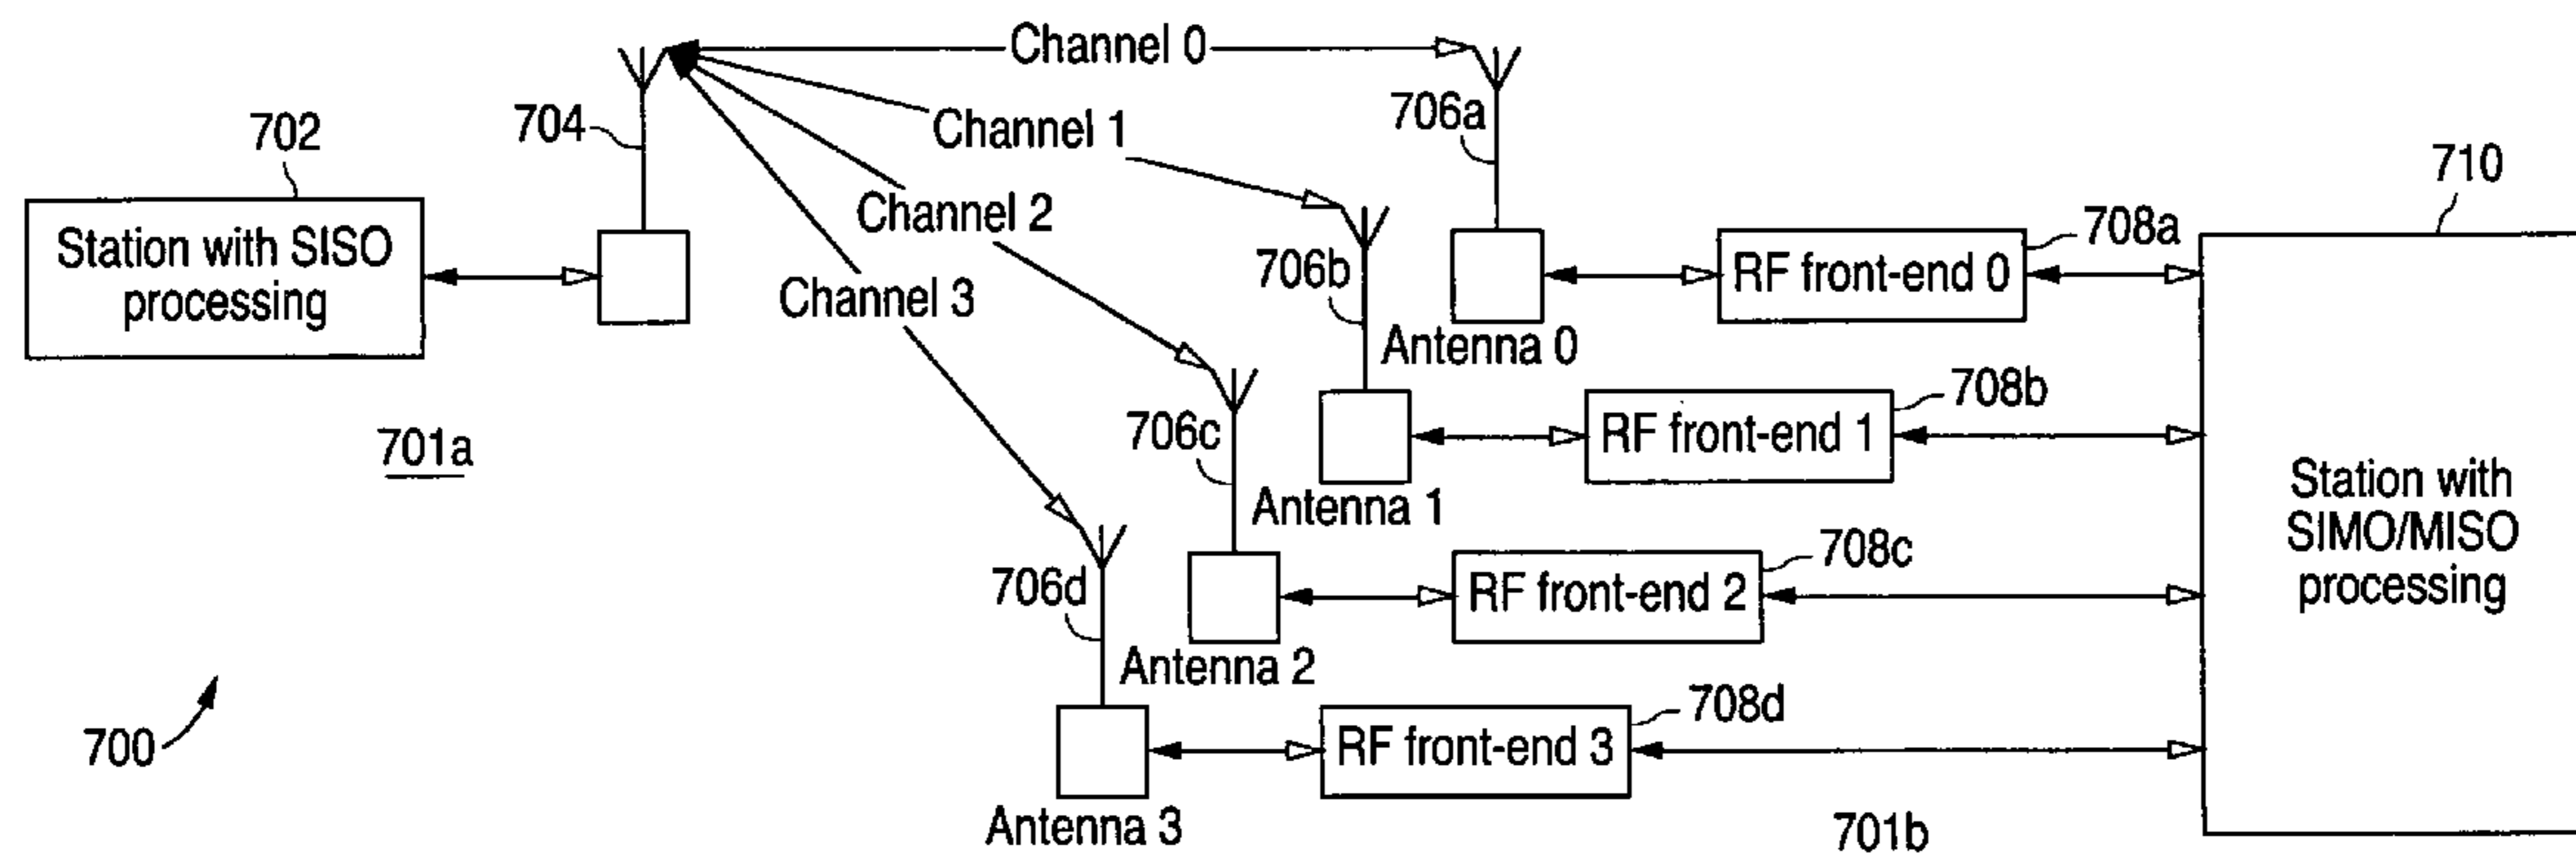 Channel 0
702
704
Channel 1
706a
710
Station with SISO
processing
Channel 2
706b
708a
RF front-end 0
Channel 3
Antenna 0
708b
701a
706c
RF front-end 1
Antenna 1
Station with
SIMO/MISO
processing
708c
706d
RF front-end 2
Antenna 2
708d
700
RF front-end 3
Antenna 3
701b